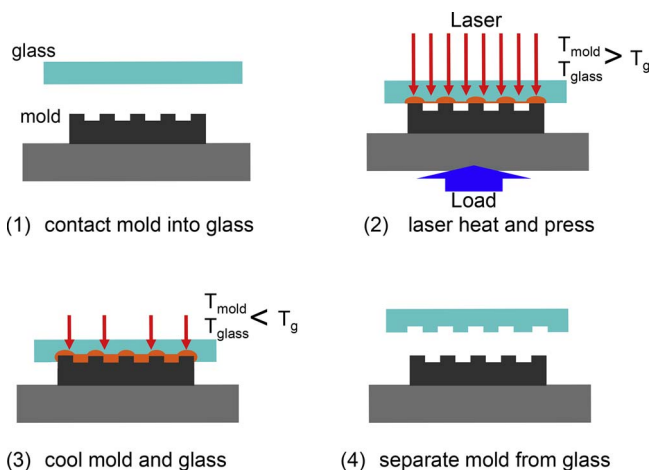 glass
mold
(1) contact mold into glass
Laser
T_mold
T_glass > T_g
Load
(2) laser heat and press
T_mold
T_glass < T_g
(3) cool mold and glass
(4) separate mold from glass